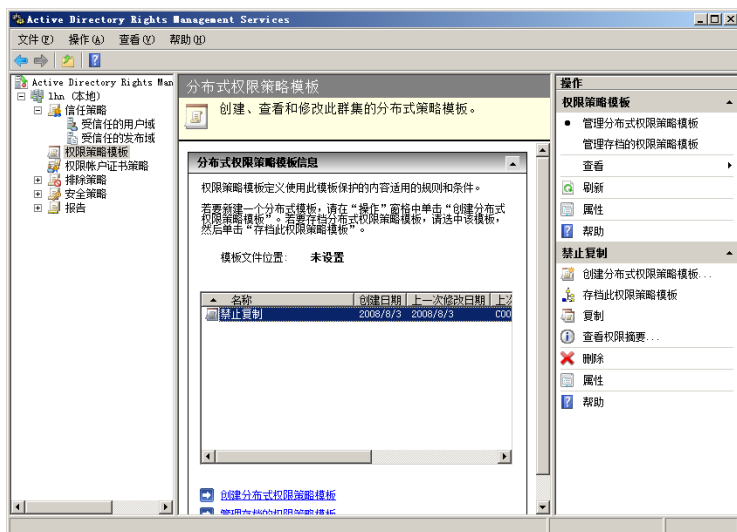 Active Directory Rights Management Services
文件(F) 操作(A) 查看(V) 帮助(H)
Active Directory Rights Man
lhn (本地)
信任策略
受信任的用户域
受信任的发布域
权限策略模板
权限帐户证书策略
排除策略
安全策略
报告
分布式权限策略模板
创建、查看和修改此群集的分布式策略模板。
分布式权限策略模板信息
权限策略模板定义使用此模板保护的内容适用的规则和条件。
若要新建一个分布式模板，请在“操作”窗格中单击“创建分布式
权限策略模板”。若要存档分布式权限策略模板，请选中该模板，
然后单击“存档此权限策略模板”。
模板文件位置: 未设置
名称 创建日期 上一次修改日期 上次
禁止复制 2008/8/3 2008/8/3 COO
创建分布式权限策略模板
管理存档的权限策略模板
操作
权限策略模板
管理分布式权限策略模板
管理存档的权限策略模板
查看
刷新
属性
帮助
禁止复制
创建分布式权限策略模板...
存档此权限策略模板
复制
查看权限摘要...
删除
属性
帮助